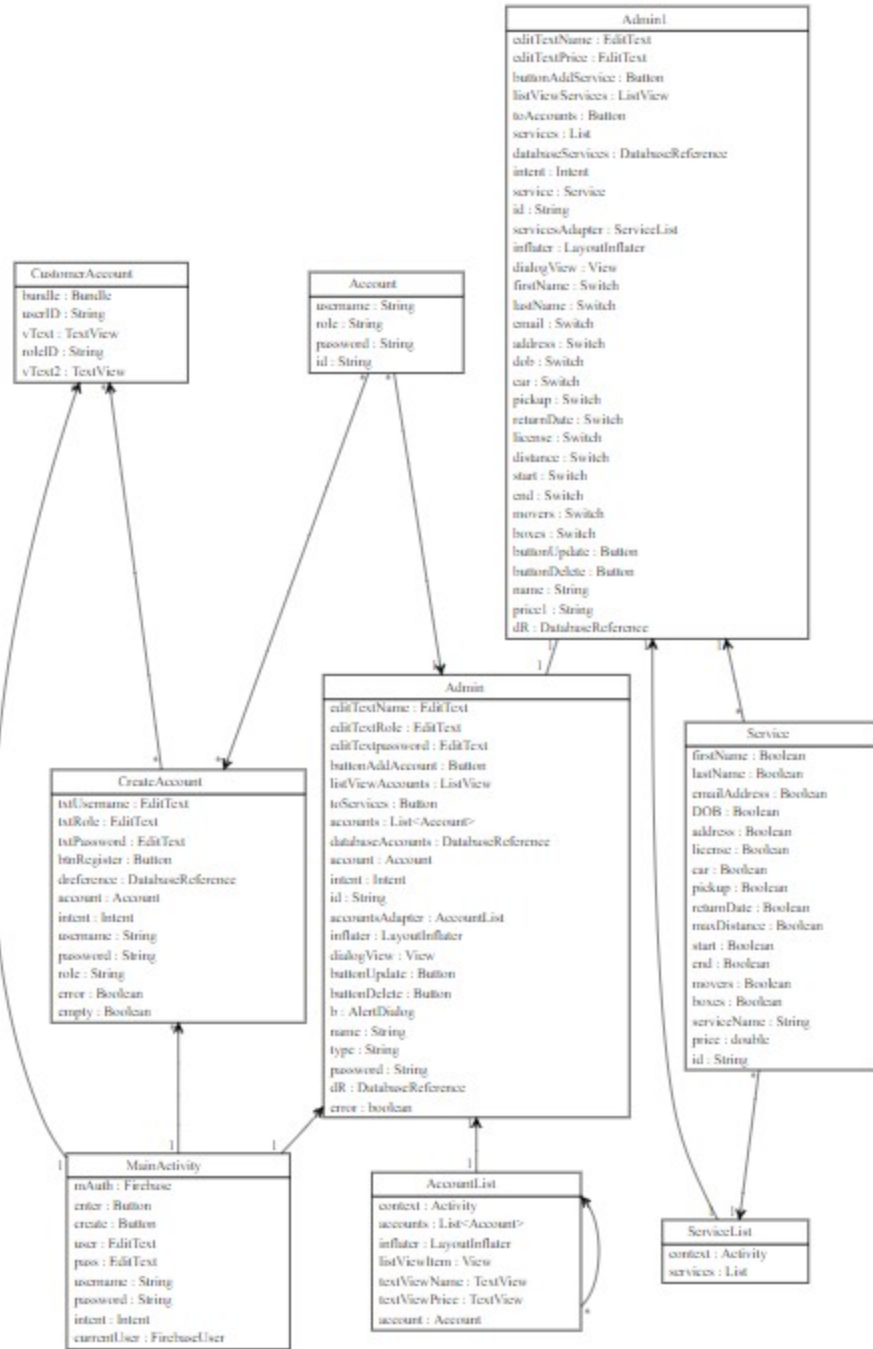 Admin1
editTextName : EditText
editTextPrice : EditText
buttonAddService : Button
listViewServices : ListView
toAccounts : Button
services : List
databaseServices : DatabaseReference
intent : Intent
service : Service
id : String
servicesAdapter : ServiceList
inflater : LayoutInflater
dialogView : View
firstName : Switch
lastName : Switch
email : Switch
address : Switch
dob : Switch
car : Switch
pickup : Switch
returnDate : Switch
license : Switch
distance : Switch
start : Switch
end : Switch
movers : Switch
boxes : Switch
buttonUpdate : Button
buttonDelete : Button
name : String
price1 : String
dR : DatabaseReference
1
1
1
1
CustomerAccount
bundle : Bundle
userID : String
vText : TextView
roleID : String
vText2 : TextView
*
Account
username : String
role : String
password : String
id : String
*
*
1
Admin
editTextName : EditText
editTextRole : EditText
editTextpassword : EditText
buttonAddAccount : Button
listViewAccounts : ListView
toServices : Button
accounts : List<Account>
databaseAccounts : DatabaseReference
account : Account
intent : Intent
id : String
accountsAdapter : AccountList
inflater : LayoutInflater
dialogView : View
buttonUpdate : Button
buttonDelete : Button
b : AlertDialog
name : String
type : String
password : String
dR : DatabaseReference
error : boolean
*
Service
firstName : Boolean
lastName : Boolean
emailAddress : Boolean
DOB : Boolean
address : Boolean
license : Boolean
car : Boolean
pickup : Boolean
returnDate : Boolean
maxDistance : Boolean
start : Boolean
end : Boolean
movers : Boolean
boxes : Boolean
serviceName : String
price : double
id : String
*
*
*
CreateAccount
txtUsername : EditText
txtRole : EditText
txtPassword : EditText
btnRegister : Button
dreference : DatabaseReference
account : Account
intent : Intent
username : String
password : String
role : String
error : Boolean
empty : Boolean
*
1
1
1
1
1
MainActivity
mAuth : Firebase
enter : Button
create : Button
user : EditText
pass : EditText
username : String
password : String
intent : Intent
currentUser : FirebaseUser
AccountList
context : Activity
accounts : List<Account>
inflater : LayoutInflater
listViewItem : View
textViewName : TextView
textViewPrice : TextView
account : Account
*
1
1
ServiceList
context : Activity
services : List